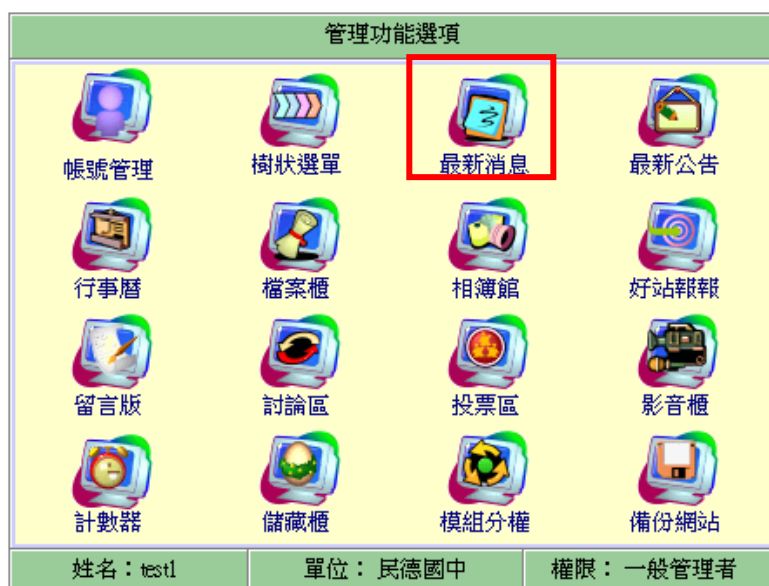 管理功能選項
帳號管理 樹狀選單 最新消息 最新公告
行事曆 檔案櫃 相簿館 好站報報
留言版 討論區 投票區 影音櫃
計數器 儲藏櫃 模組分權 備份網站
姓名：test1 單位： 民德國中 權限： 一般管理者